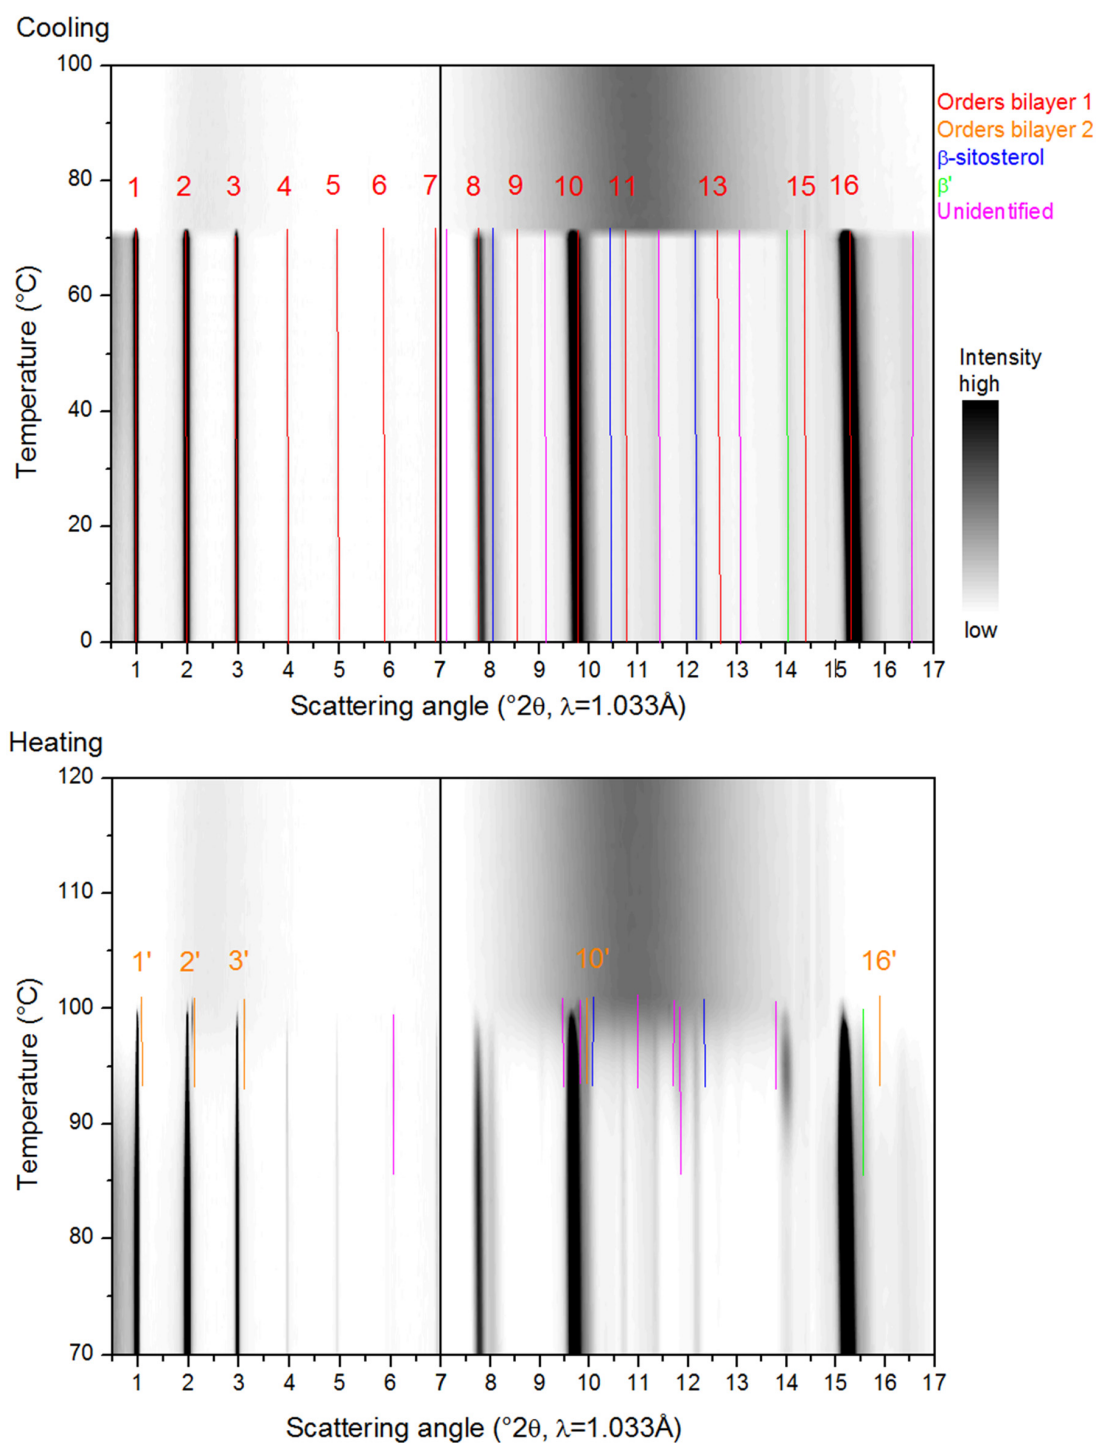 Cooling
100
80
60
40
20
0
Temperature (°C)
1 2 3 4 5 6 7 8 9 10 11 13 15 16
Orders bilayer 1
Orders bilayer 2
β-sitosterol
β'
Unidentified
Intensity
high
low
1 2 3 4 5 6 7 8 9 10 11 12 13 14 15 16 17
Scattering angle (°2θ, λ=1.033Å)
Heating
120
110
100
90
80
70
Temperature (°C)
1' 2' 3' 10' 16'
1 2 3 4 5 6 7 8 9 10 11 12 13 14 15 16 17
Scattering angle (°2θ, λ=1.033Å)